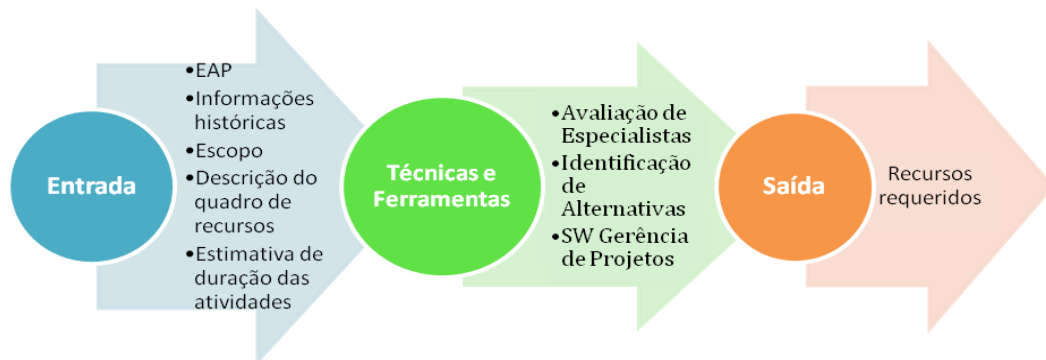 Entrada
•EAP
•Informações
históricas
•Escopo
•Descrição do
quadro de
recursos
•Estimativa de
duração das
atividades
Técnicas e
Ferramentas
•Avaliação de
Especialistas
•Identificação
de
Alternativas
•SW Gerência
de Projetos
Saída
Recursos
requeridos